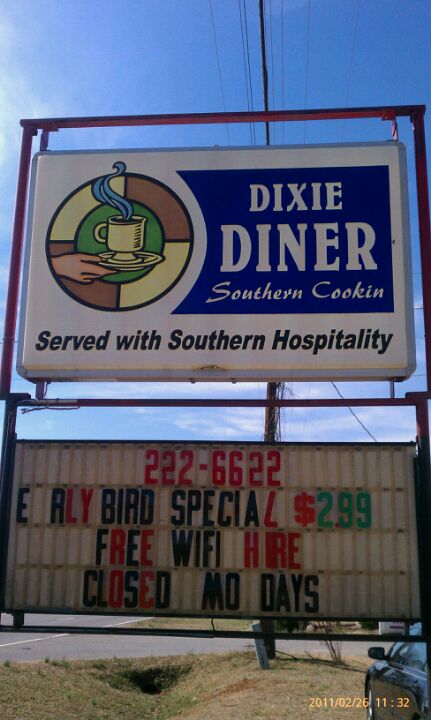 DIXIE
DINER
Southern Cookin
Served with Southern Hospitality
222-6622
E RLY BIRD SPECIAL $2.99
FREE WIFI H RE
CLOSED MO DAYS
2011/02/26 11:32